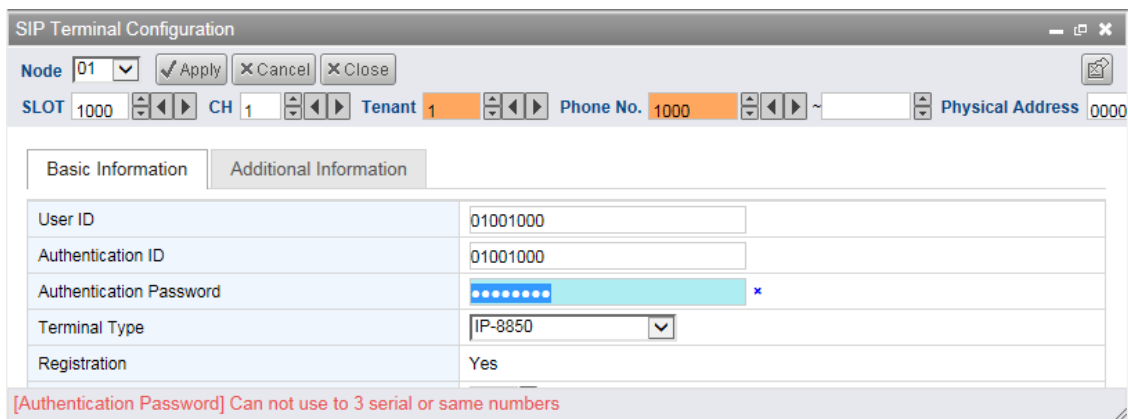 SIP Terminal Configuration
Node 01 Apply Cancel Close
SLOT 1000 CH 1 Tenant 1 Phone No. 1000 ~ Physical Address 0000
Basic Information Additional Information
User ID 01001000
Authentication ID 01001000
Authentication Password ●●●●●●●●
Terminal Type IP-8850
Registration Yes
[Authentication Password] Can not use to 3 serial or same numbers